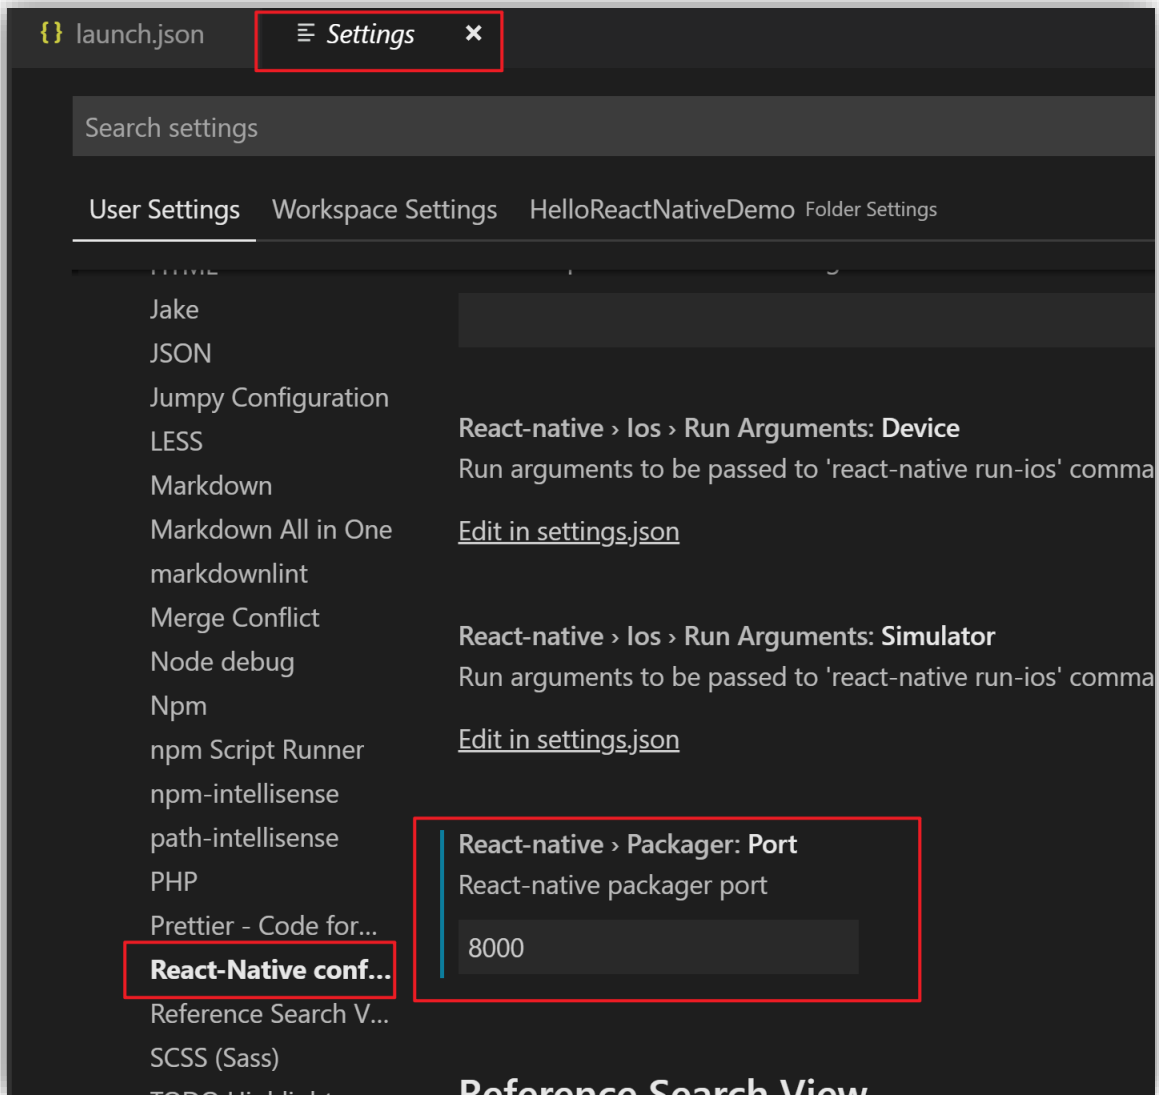 {} launch.json
Settings ×
Search settings
User Settings Workspace Settings HelloReactNativeDemo Folder Settings
Jake
JSON
Jumpy Configuration
LESS
Markdown
Markdown All in One
markdownlint
Merge Conflict
Node debug
Npm
npm Script Runner
npm-intellisense
path-intellisense
PHP
Prettier - Code for...
React-Native conf...
Reference Search V...
SCSS (Sass)
React-native › Ios › Run Arguments: Device
Run arguments to be passed to 'react-native run-ios' comma
Edit in settings.json
React-native › Ios › Run Arguments: Simulator
Run arguments to be passed to 'react-native run-ios' comma
Edit in settings.json
React-native › Packager: Port
React-native packager port
8000
Reference Search View